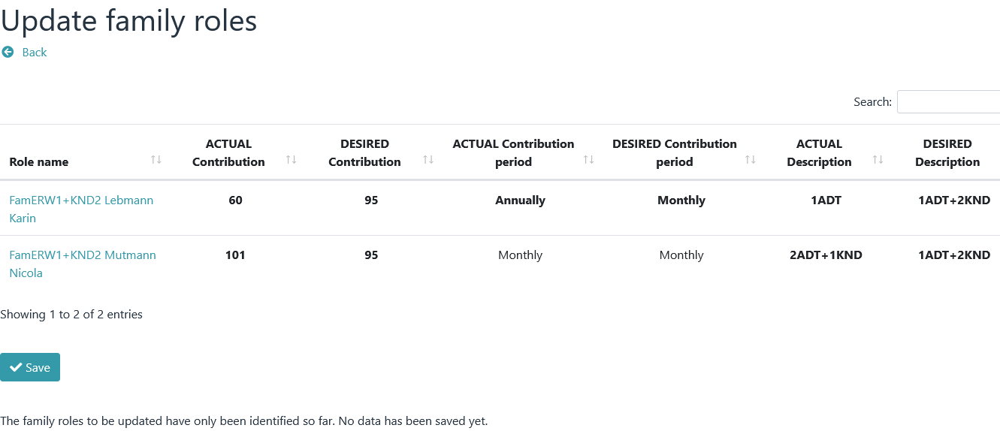 Update family roles
Back
Search:
Role name ACTUAL Contribution DESIRED Contribution ACTUAL Contribution period DESIRED Contribution period ACTUAL Description DESIRED Description
FamERW1+KND2 Lebmann Karin 60 95 Annually Monthly 1ADT 1ADT+2KND
FamERW1+KND2 Mutmann Nicola 101 95 Monthly Monthly 2ADT+1KND 1ADT+2KND
Showing 1 to 2 of 2 entries
Save
The family roles to be updated have only been identified so far. No data has been saved yet.